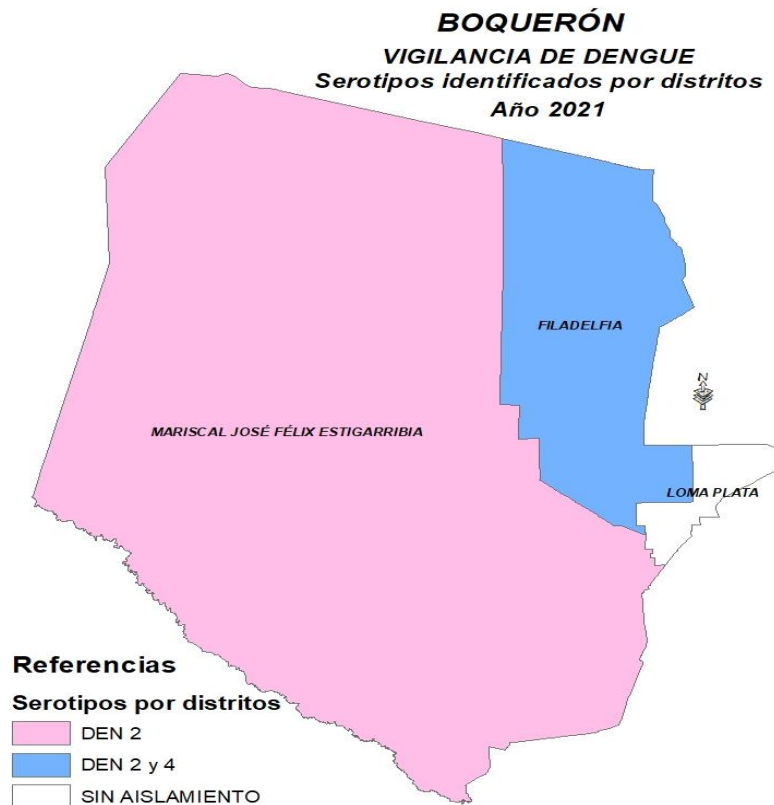 BOQUERÓN
VIGILANCIA DE DENGUE
Serotipos identificados por distritos
Año 2021
FILADELFIA
N
MARISCAL JOSÉ FÉLIX ESTIGARRIBIA
LOMA PLATA
Referencias
Serotipos por distritos
DEN 2
DEN 2 y 4
SIN AISLAMIENTO